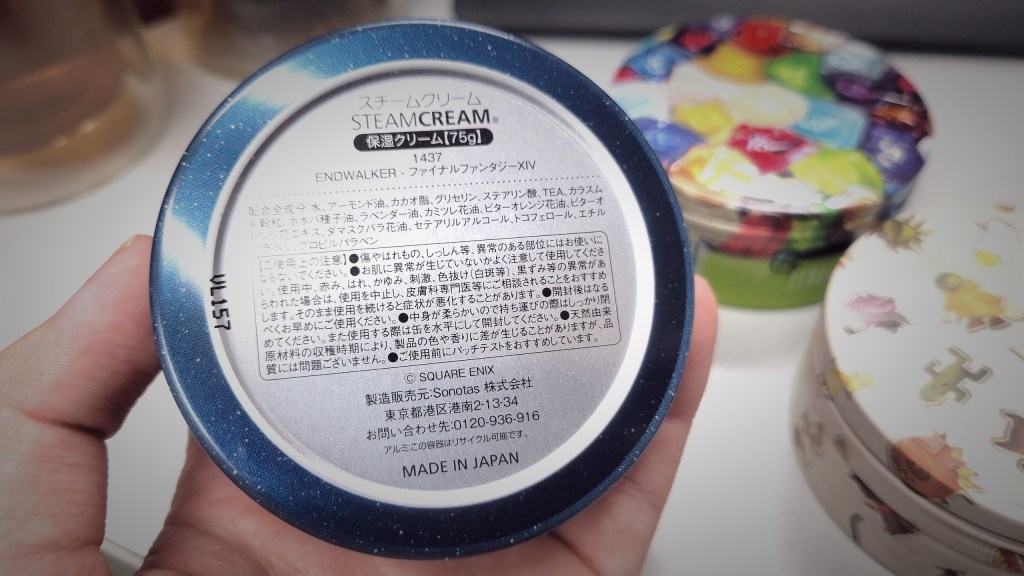 スチームクリーム
STEAMCREAM®
保湿クリーム【75g】
1437
ENDWALKER - ファイナルファンタジーXIV
配合全成分:水、アーモンド油、カカオ脂、グリセリン、ステアリン酸、TEA、カラスム
ギ穀粒、ホホバ種子油、ラベンダー油、カミツレ花油、ビターオレンジ花油、ビターオ
花エキス、ダマスクバラ花油、セテアリルアルコール、トコフェロール、エチル
プロピルパラベン
【ご使用上の注意】●傷やはれもの、しっしん等、異常のある部位にはお使いに
ならないでください。●お肌に異常が生じていないかよく注意して使用してくださ
い。使用中、赤み、はれ、かゆみ、刺激、色抜け(白斑等)、黒ずみ等の異常があ
らわれた場合は、使用を中止し、皮膚科専門医等にご相談されることをおすすめ
します。そのまま使用を続けると症状が悪化することがあります。●開封後はなる
べくお早めにご使用ください。●中身が柔らかいので持ち運びの際はしっかり閉
めてください。また使用する際は缶を水平にして開封してください。●天然由来
原材料の収穫時期により、製品の色や香りに差が生じることがありますが、品
質には問題ございません。●ご使用前にパッチテストをおすすめしています。
© SQUARE ENIX
製造販売元:Sonotas 株式会社
東京都港区港南2-13-34
お問い合わせ先:0120-936-916
アルミ:この容器はリサイクル可能です。
MADE IN JAPAN
VL157